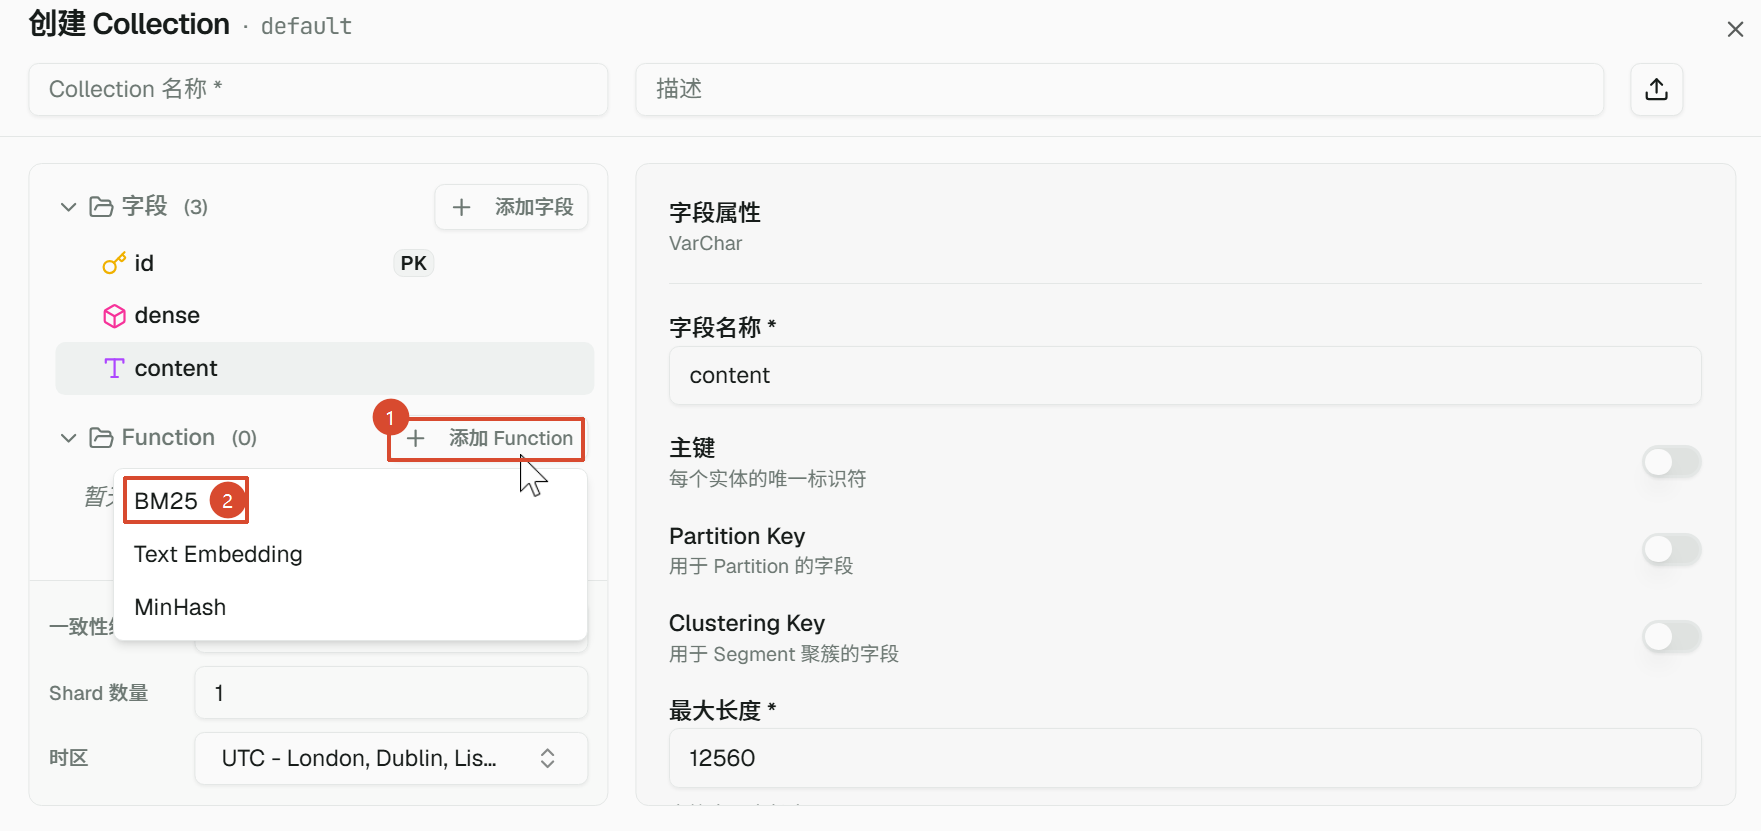 创建 Collection · default
Collection 名称 *
描述
字段 (3)
添加字段
id
PK
dense
content
Function (0)
1
添加 Function
BM25
2
Text Embedding
MinHash
一致性
Shard 数量
1
时区
UTC - London, Dublin, Lis...
字段属性
VarChar
字段名称 *
content
主键
每个实体的唯一标识符
Partition Key
用于 Partition 的字段
Clustering Key
用于 Segment 聚簇的字段
最大长度 *
12560